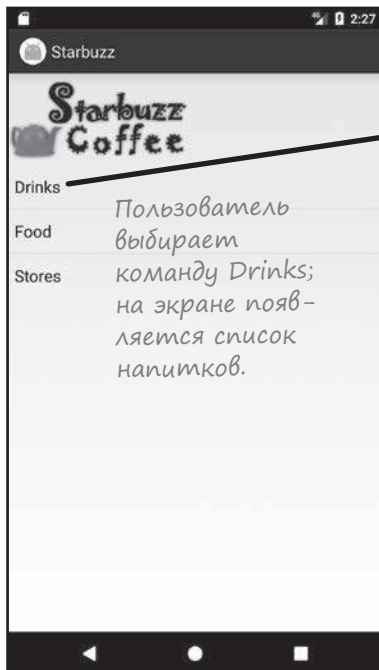 2:27
Starbuzz
Starbuzz
Coffee
Drinks
Food
Stores
Пользователь
выбирает
команду Drinks;
на экране появ-
ляется список
напитков.